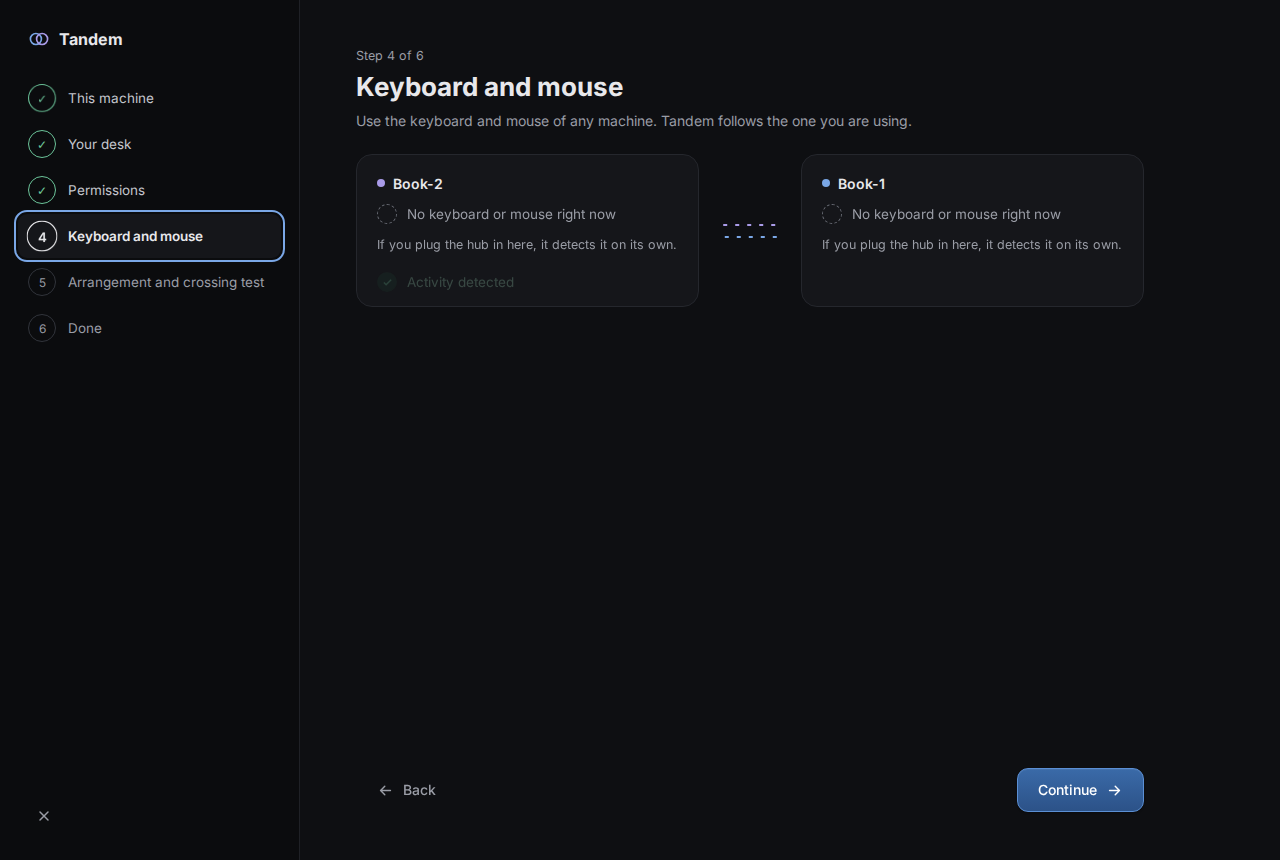 Tandem
This machine
Your desk
Permissions
4 Keyboard and mouse
5 Arrangement and crossing test
6 Done
Step 4 of 6
Keyboard and mouse
Use the keyboard and mouse of any machine. Tandem follows the one you are using.
Book-2
No keyboard or mouse right now
If you plug the hub in here, it detects it on its own.
Activity detected
Book-1
No keyboard or mouse right now
If you plug the hub in here, it detects it on its own.
Back
Continue